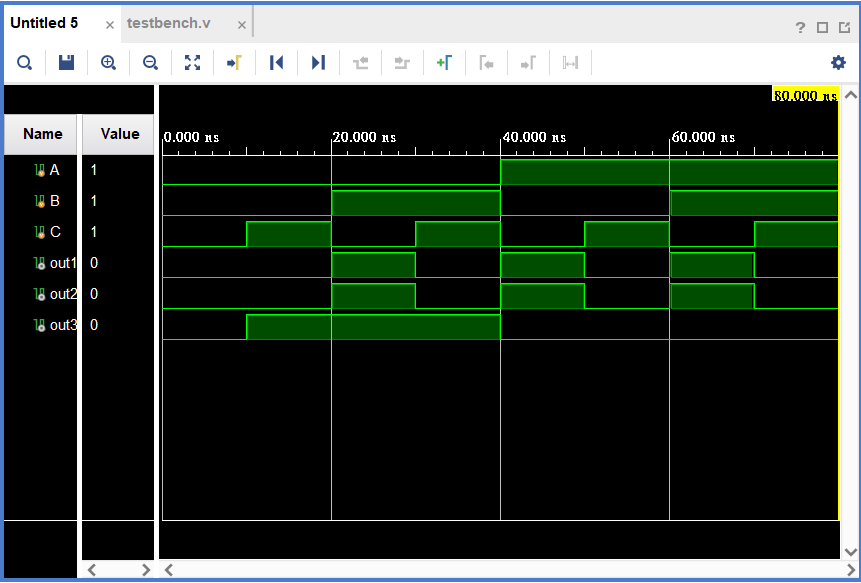 Untitled 5 × testbench.v ×
?
80.000 ns
Name Value
0.000 ns 20.000 ns 40.000 ns 60.000 ns
A 1
B 1
C 1
out1 0
out2 0
out3 0